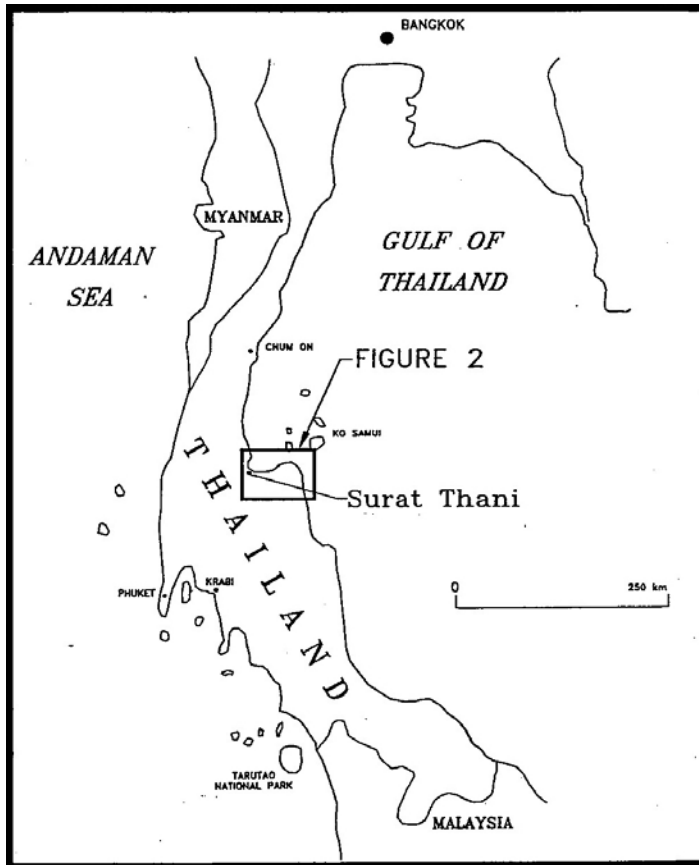 BANGKOK
MYANMAR
ANDAMAN
SEA
GULF OF
THAILAND
CHUM ON
FIGURE 2
KO SAMUI
Surat Thani
THAILAND
0 250 km
PHUKET
KRABI
TARUTAO
NATIONAL PARK
MALAYSIA